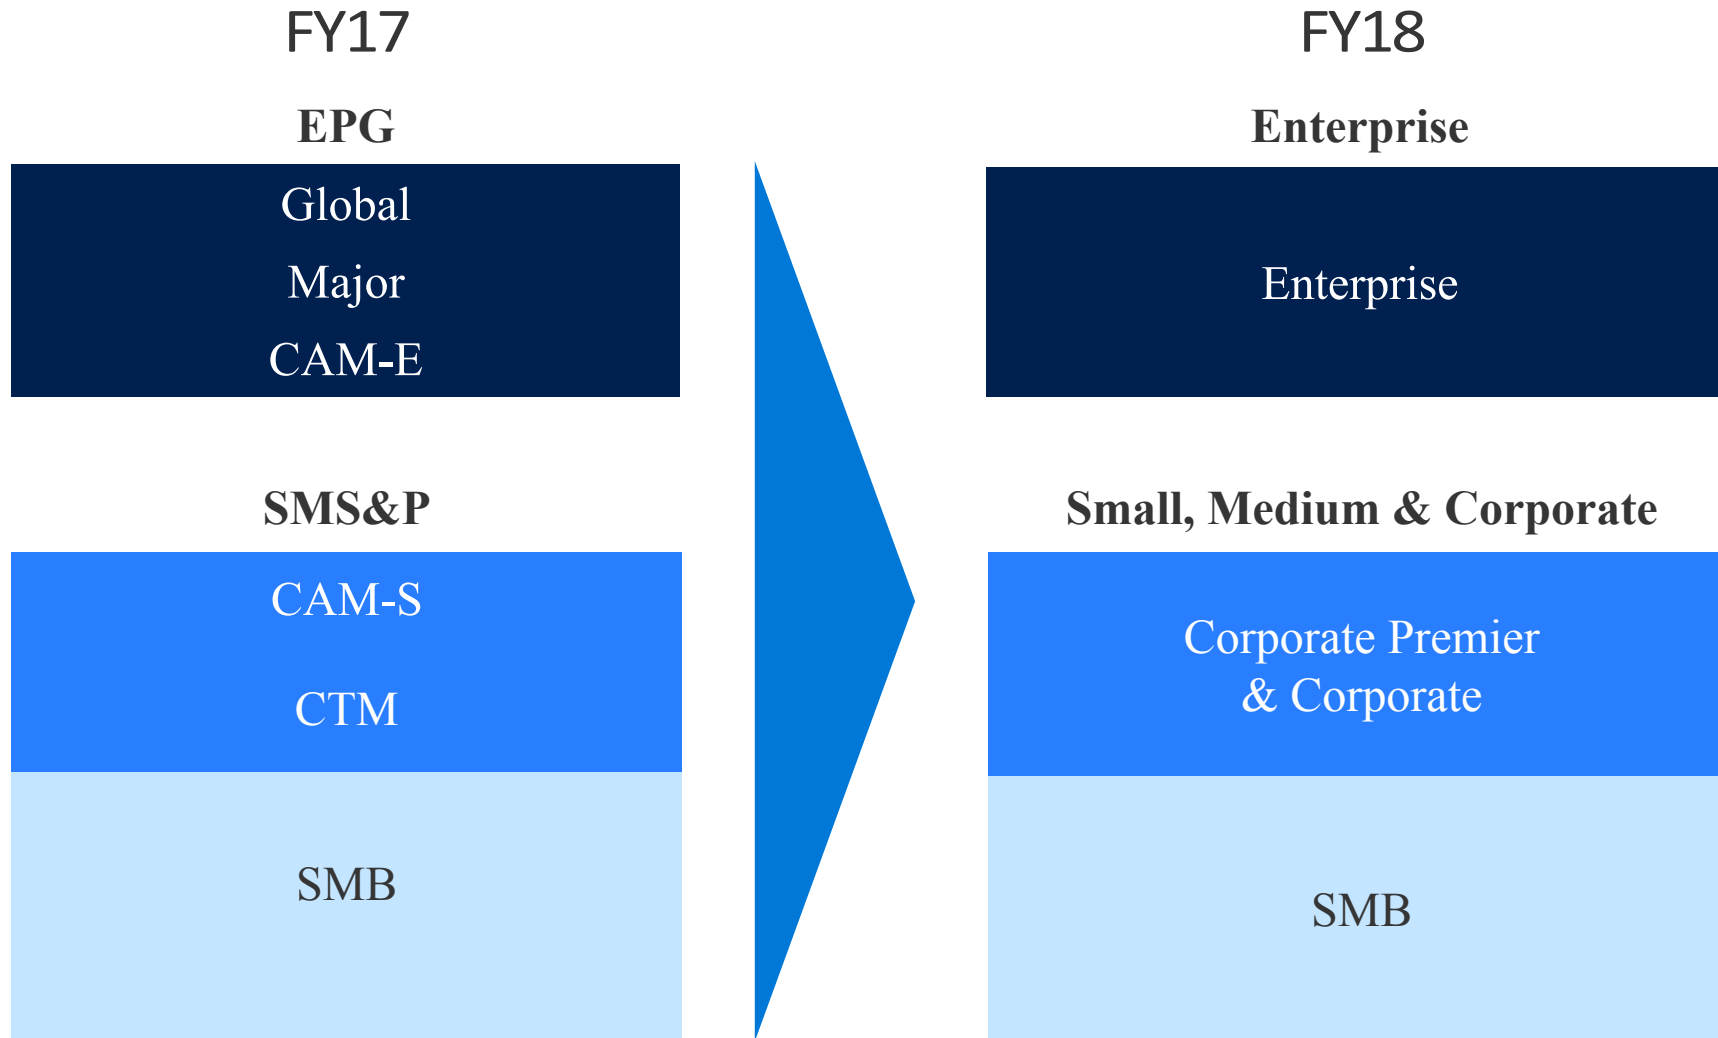 FY17
EPG
Global
Major
CAM-E
SMS&P
CAM-S
CTM
SMB
FY18
Enterprise
Enterprise
Small, Medium & Corporate
Corporate Premier
& Corporate
SMB